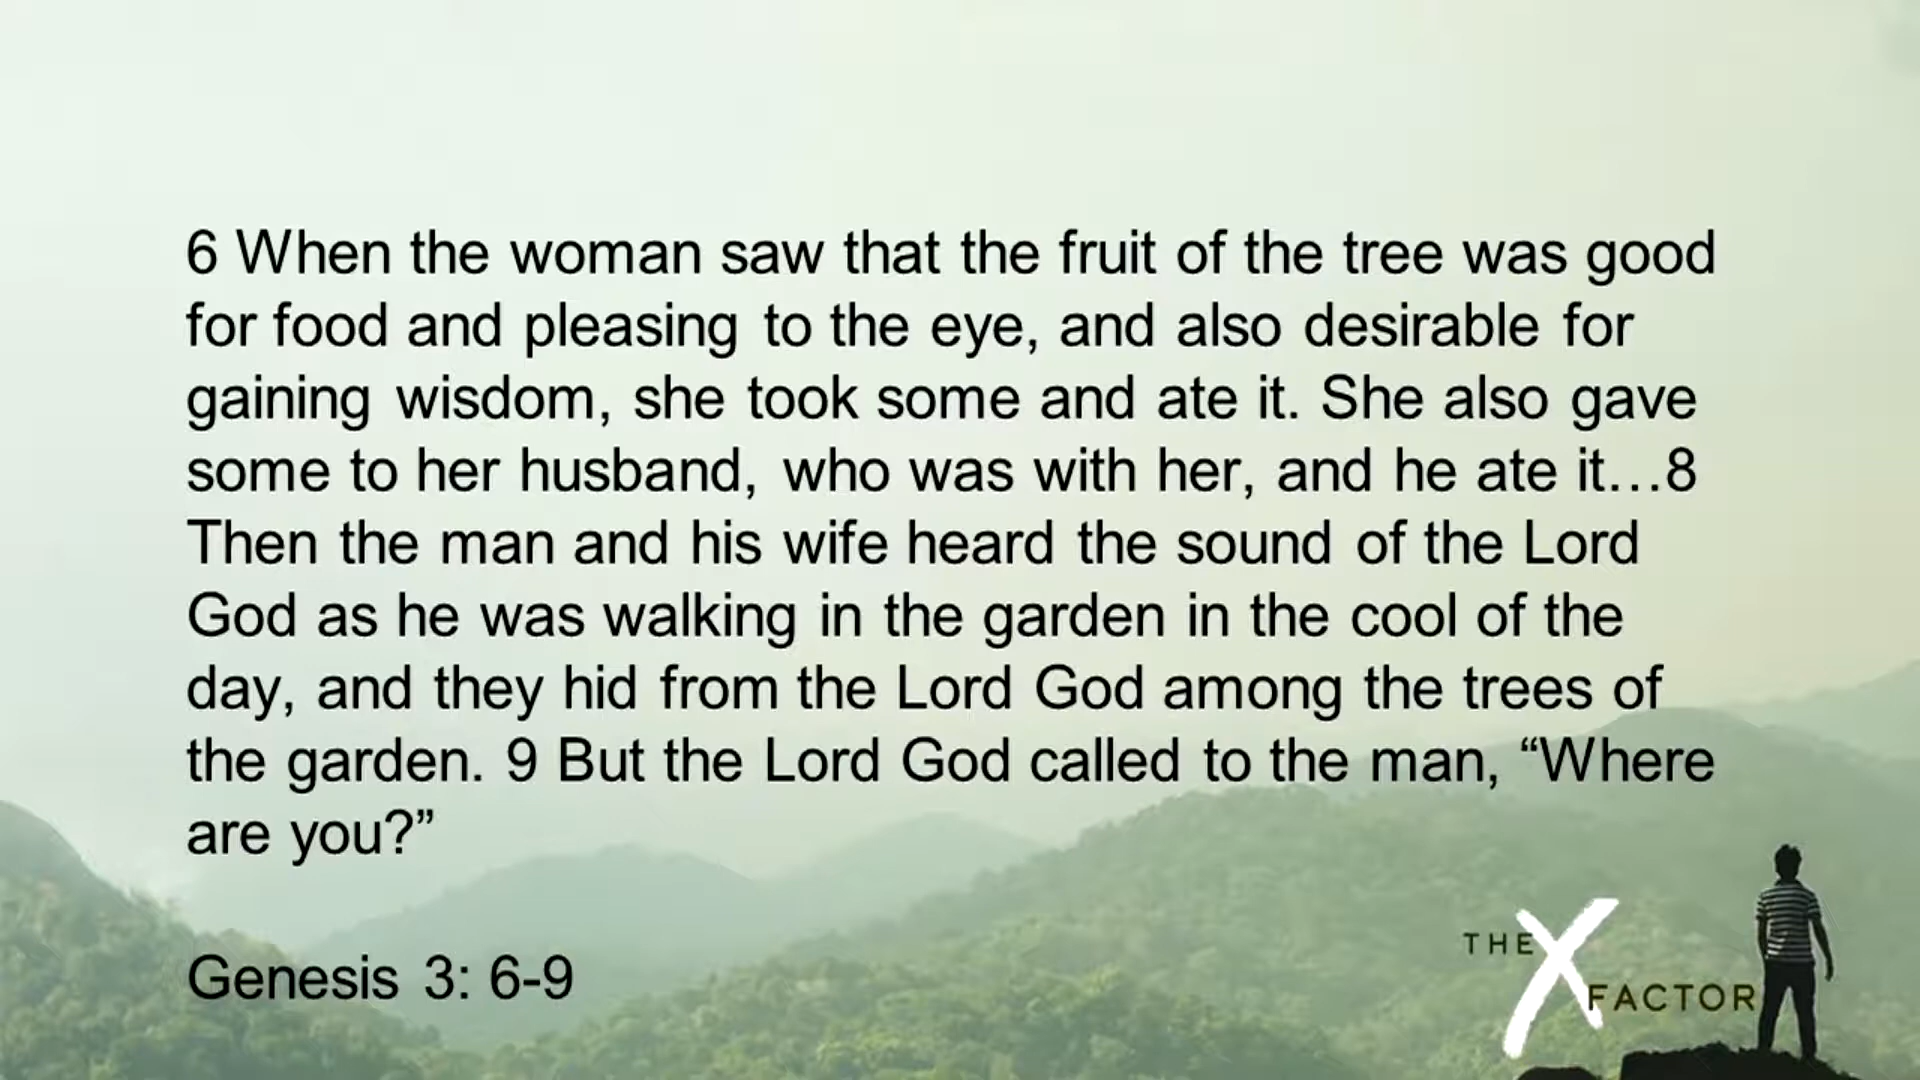 6 When the woman saw that the fruit of the tree was good
for food and pleasing to the eye, and also desirable for
gaining wisdom, she took some and ate it. She also gave
some to her husband, who was with her, and he ate it…8
Then the man and his wife heard the sound of the Lord
God as he was walking in the garden in the cool of the
day, and they hid from the Lord God among the trees of
the garden. 9 But the Lord God called to the man, “Where
are you?”
Genesis 3: 6-9
THE X FACTOR